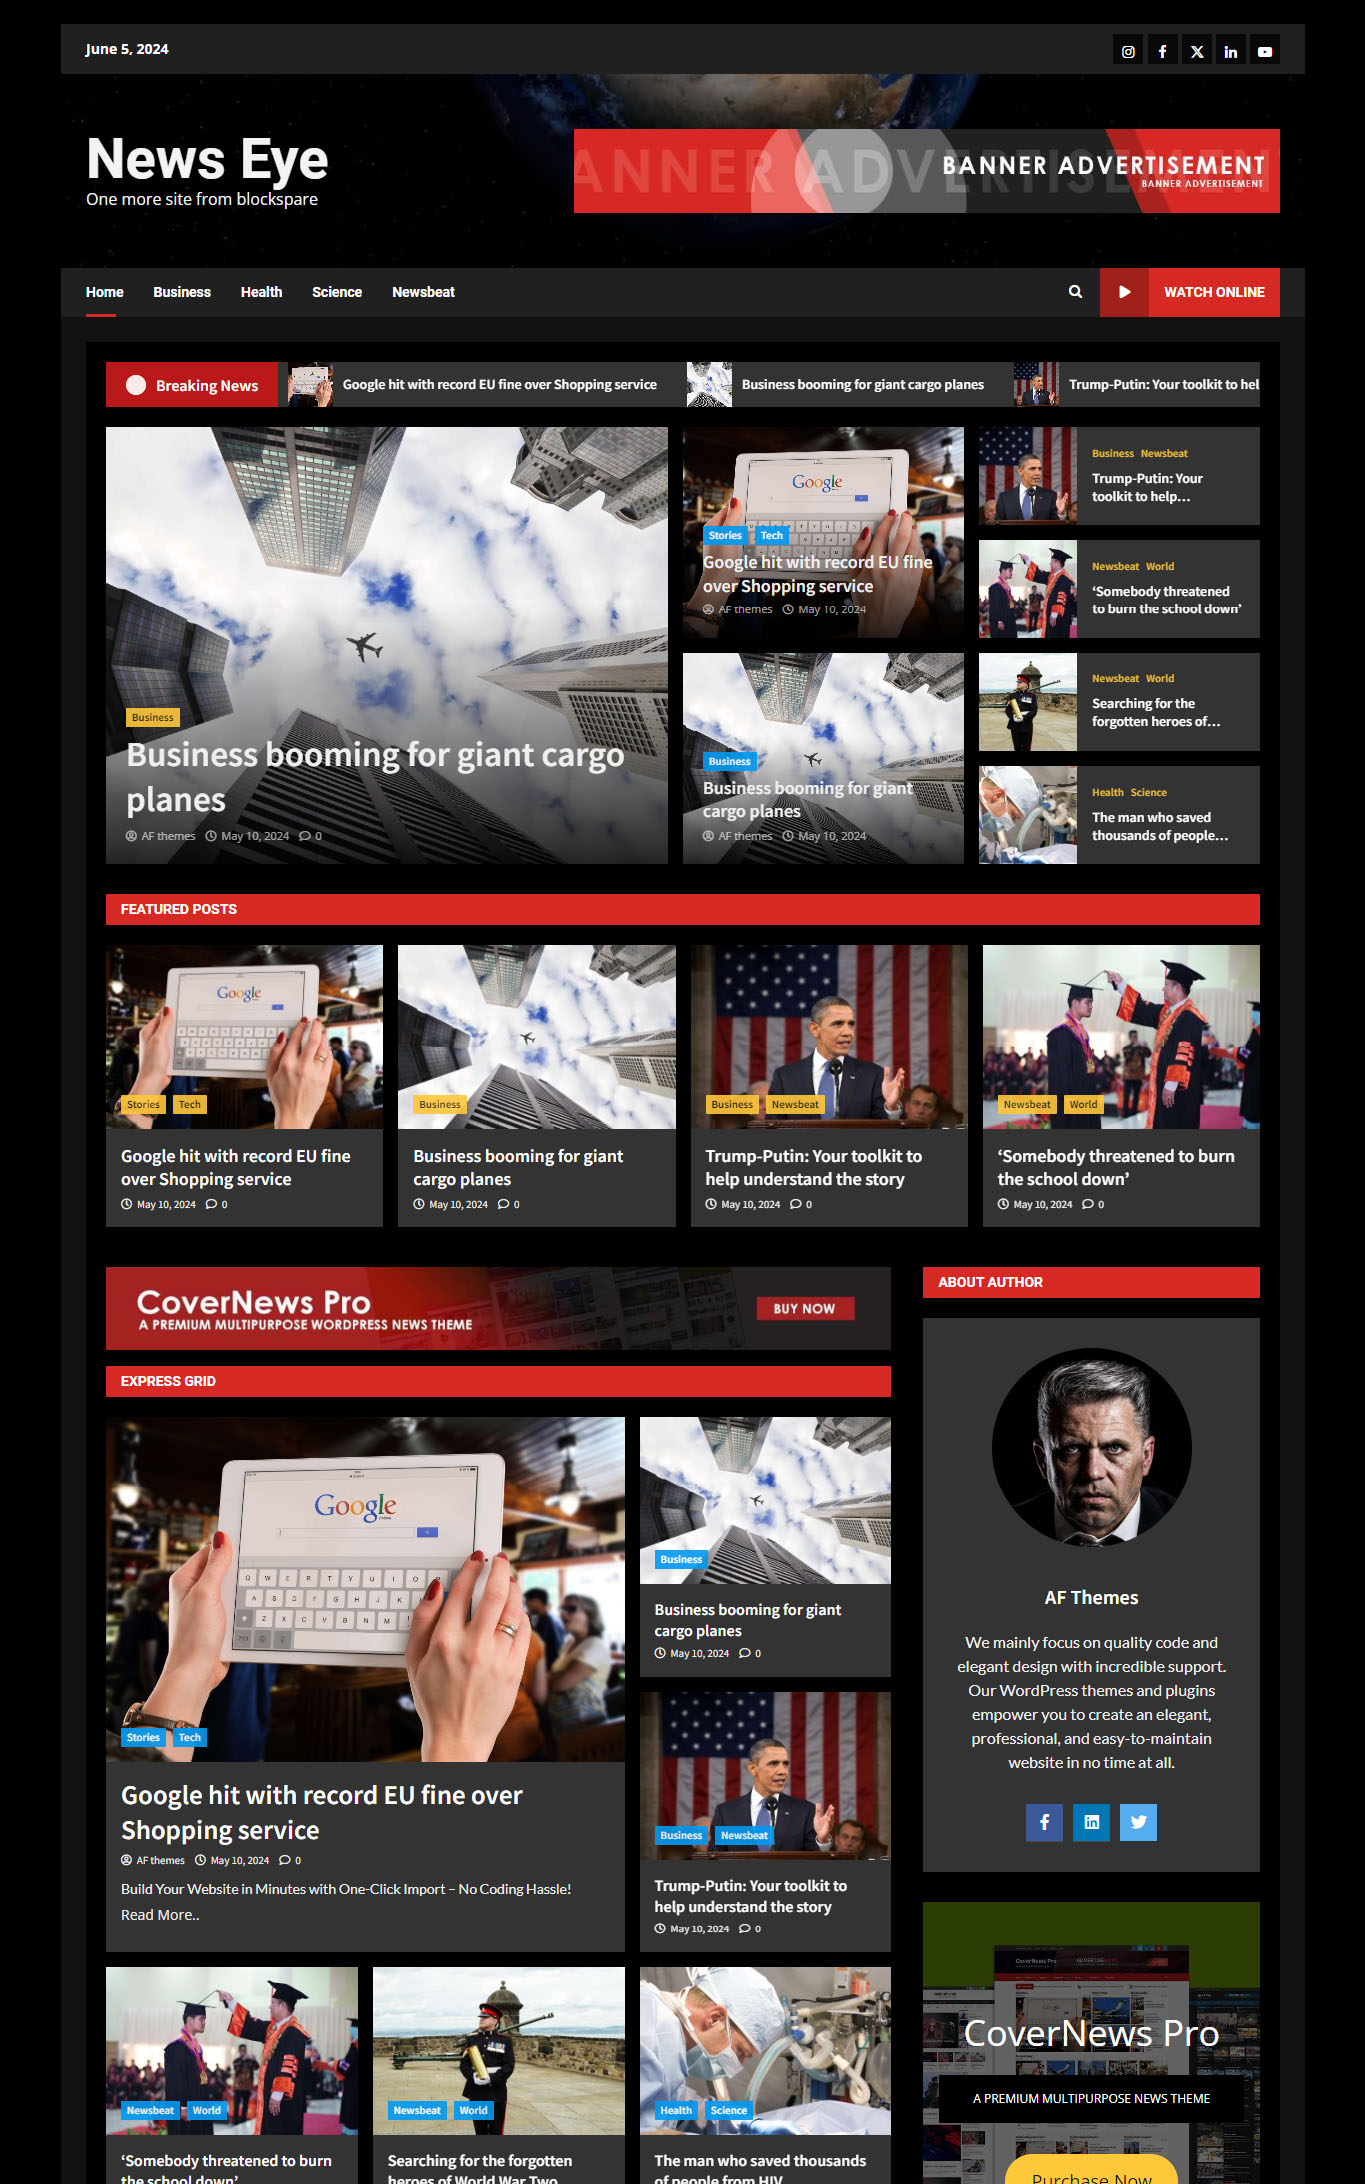 June 5, 2024
News Eye
One more site from blockspare
BANNER ADVERTISEMENT
BANNER ADVERTISEMENT
Home Business Health Science Newsbeat
WATCH ONLINE
Breaking News
Google hit with record EU fine over Shopping service
Business booming for giant cargo planes
Trump-Putin: Your toolkit to hel
Business
Business booming for giant cargo
planes
AF themes May 10, 2024 0
Google
Stories Tech
Google hit with record EU fine
over Shopping service
AF themes May 10, 2024
Business
Business booming for giant
cargo planes
AF themes May 10, 2024
Business Newsbeat
Trump-Putin: Your
toolkit to help...
Newsbeat World
‘Somebody threatened
to burn the school down’
Newsbeat World
Searching for the
forgotten heroes of...
Health Science
The man who saved
thousands of people...
FEATURED POSTS
Google
Stories Tech
Google hit with record EU fine
over Shopping service
May 10, 2024 0
Business
Business booming for giant
cargo planes
May 10, 2024 0
Business Newsbeat
Trump-Putin: Your toolkit to
help understand the story
May 10, 2024 0
Newsbeat World
‘Somebody threatened to burn
the school down’
May 10, 2024 0
CoverNews Pro
A PREMIUM MULTIPURPOSE WORDPRESS NEWS THEME
BUY NOW
EXPRESS GRID
Google
Stories Tech
Google hit with record EU fine over
Shopping service
AF themes May 10, 2024 0
Build Your Website in Minutes with One-Click Import – No Coding Hassle!
Read More..
Business
Business booming for giant
cargo planes
May 10, 2024 0
Business Newsbeat
Trump-Putin: Your toolkit to
help understand the story
May 10, 2024 0
Newsbeat World
‘Somebody threatened to burn
the school down’
Newsbeat World
Searching for the forgotten
heroes of World War Two
Health Science
The man who saved thousands
of people from HIV
ABOUT AUTHOR
AF Themes
We mainly focus on quality code and
elegant design with incredible support.
Our WordPress themes and plugins
empower you to create an elegant,
professional, and easy-to-maintain
website in no time at all.
CoverNews Pro
CoverNews Pro
A PREMIUM MULTIPURPOSE NEWS THEME
Purchase Now